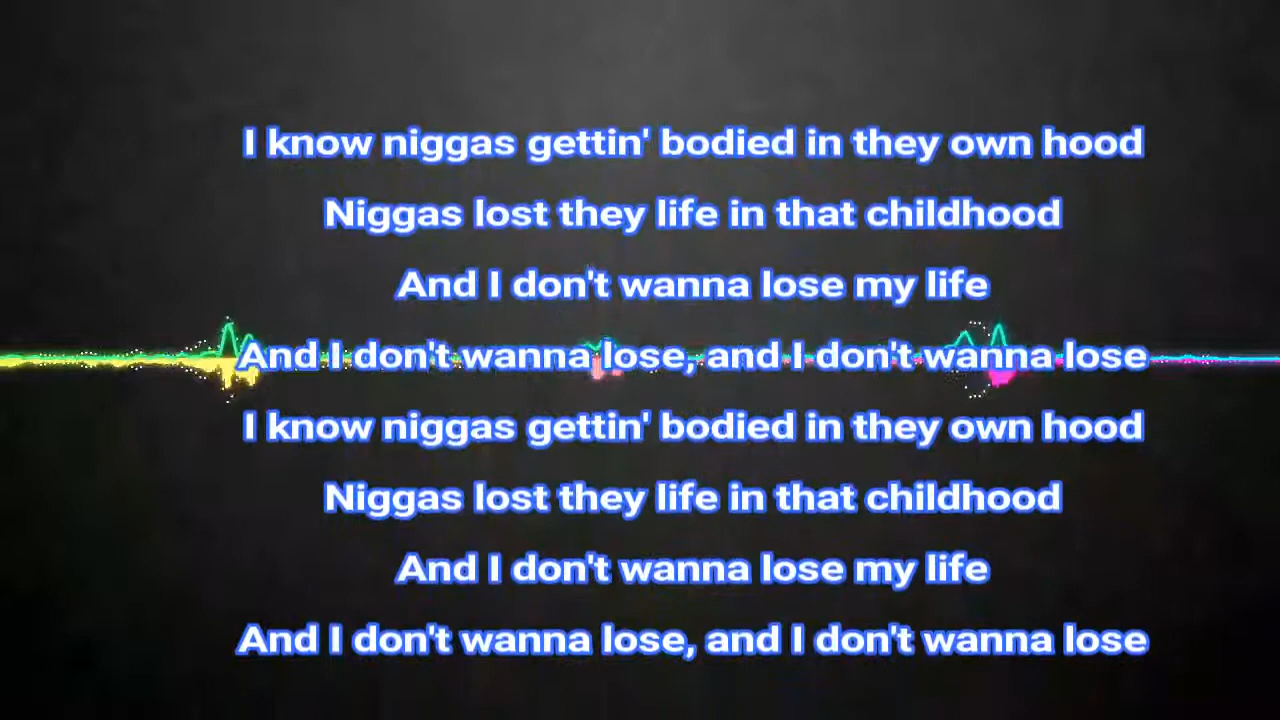 I know niggas gettin' bodied in they own hood
Niggas lost they life in that childhood
And I don't wanna lose my life
And I don't wanna lose, and I don't wanna lose
I know niggas gettin' bodied in they own hood
Niggas lost they life in that childhood
And I don't wanna lose my life
And I don't wanna lose, and I don't wanna lose